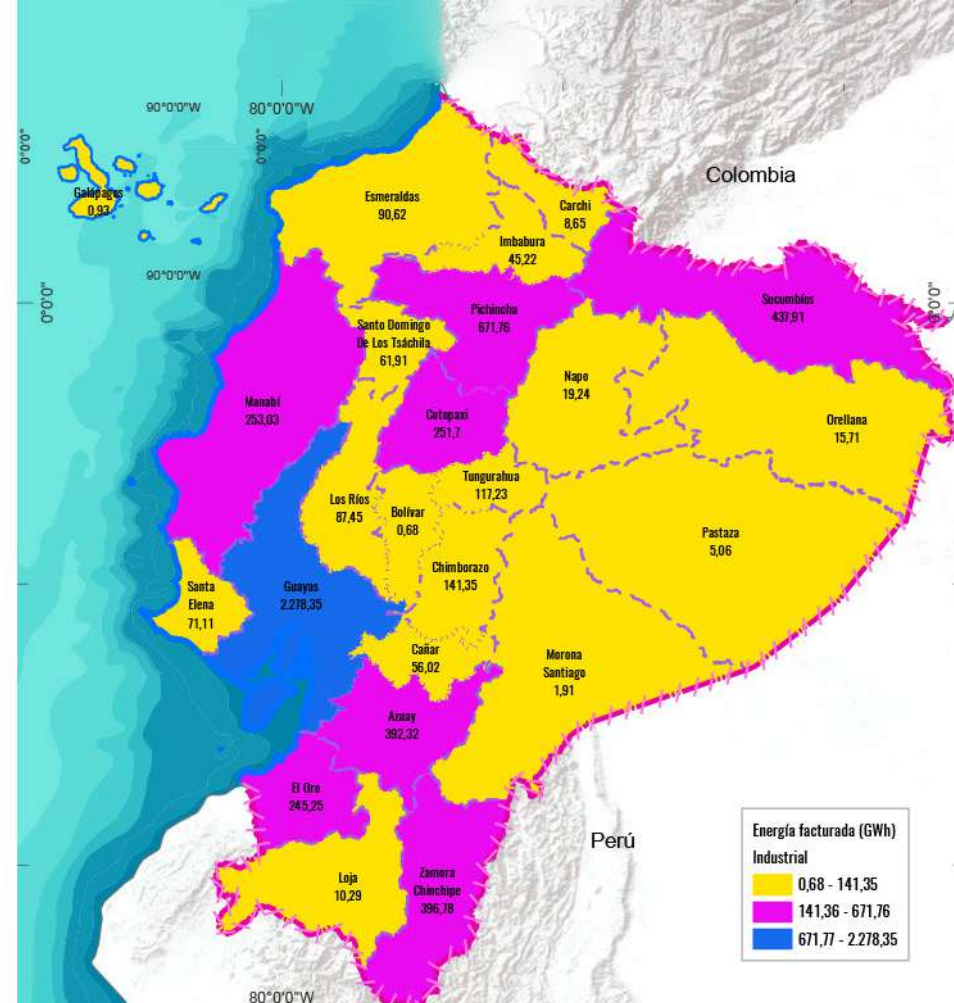 90°0'0"W
80°0'0"W
0°0'0"
0°0'0"
Colombia
Galápagos
0,93
Esmeraldas
90,62
Carchi
8,65
Imbabura
45,22
90°0'0"W
0°0'0"
0°0'0"
Pichincha
671,76
Sucumbíos
437,91
Santo Domingo
De Los Tsáchila
61,91
Napo
19,24
Manabí
253,03
Cotopaxi
251,7
Orellana
15,71
Tungurahua
117,23
Los Ríos
87,45
Bolívar
0,68
Pastaza
5,06
Chimborazo
141,35
Santa
Elena
71,11
Guayas
2.278,35
Cañar
56,02
Morona
Santiago
1,91
Azuay
392,32
El Oro
245,25
Perú
Loja
10,29
Zamora
Chinchipe
396,78
Energía facturada (GWh)
Industrial
0,68 - 141,35
141,36 - 671,76
671,77 - 2.278,35
80°0'0"W